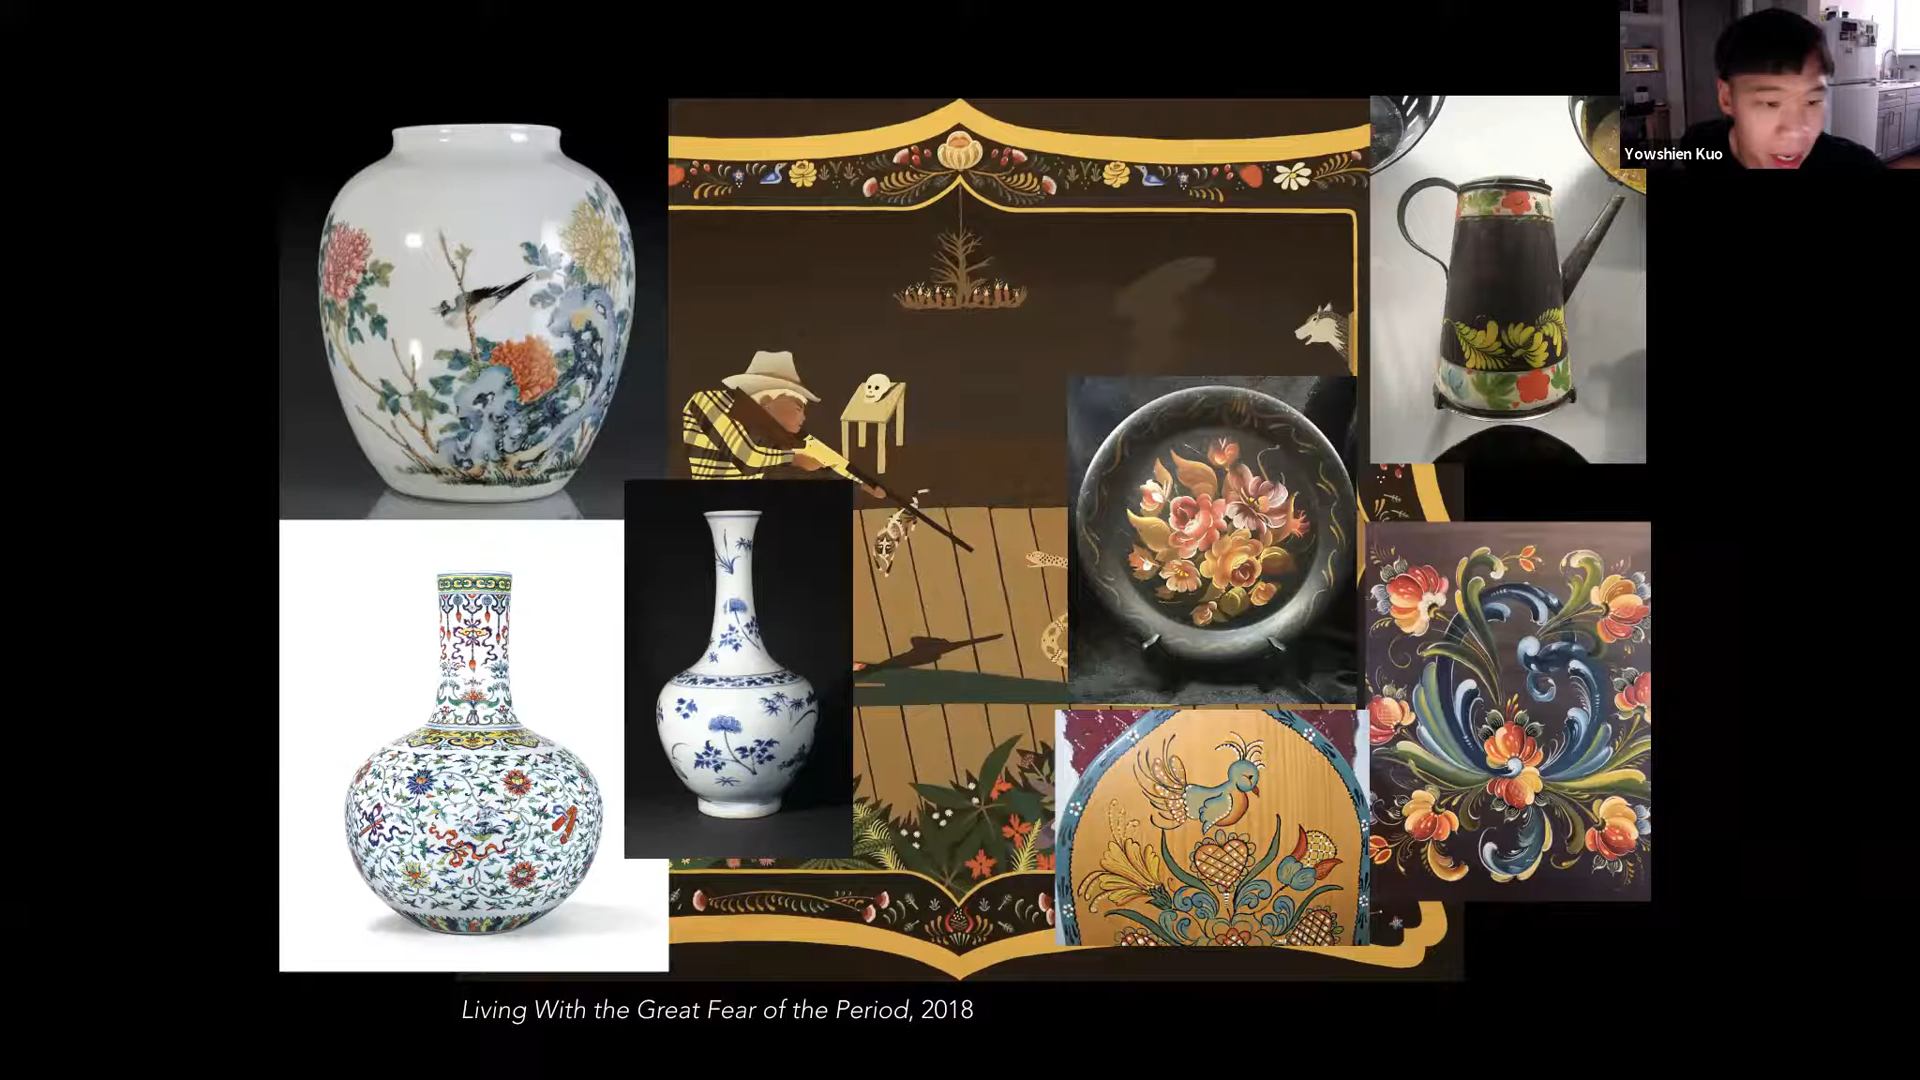 Yowshien Kuo
Living With the Great Fear of the Period, 2018